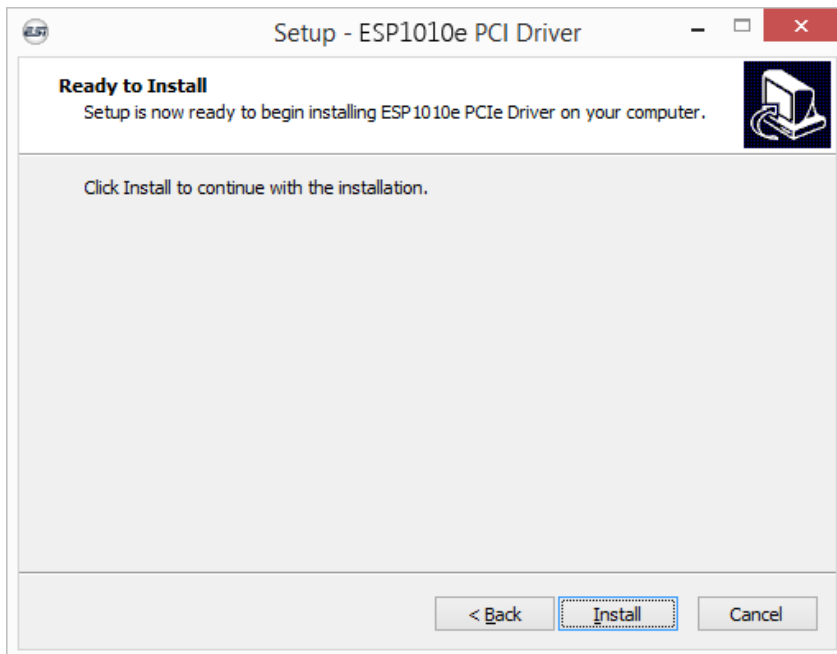 ESI
Setup - ESP1010e PCI Driver
Ready to Install
Setup is now ready to begin installing ESP1010e PCIe Driver on your computer.
Click Install to continue with the installation.
< Back
Install
Cancel